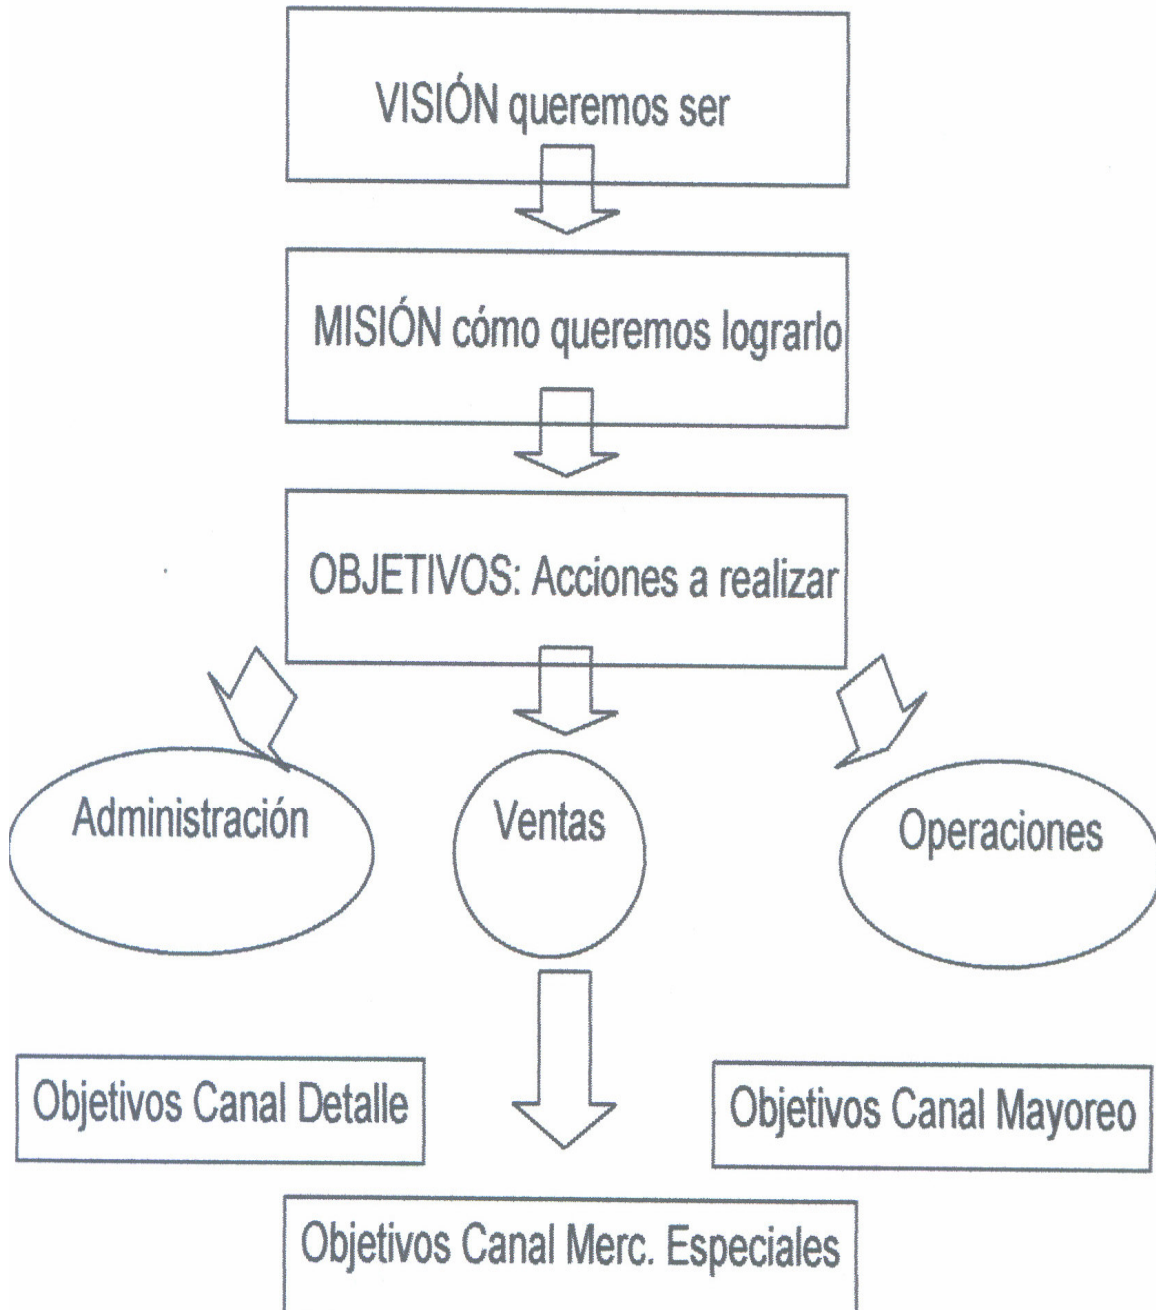 VISIÓN queremos ser
MISIÓN cómo queremos lograrlo
OBJETIVOS: Acciones a realizar
Administración
Ventas
Operaciones
Objetivos Canal Detalle
Objetivos Canal Mayoreo
Objetivos Canal Merc. Especiales